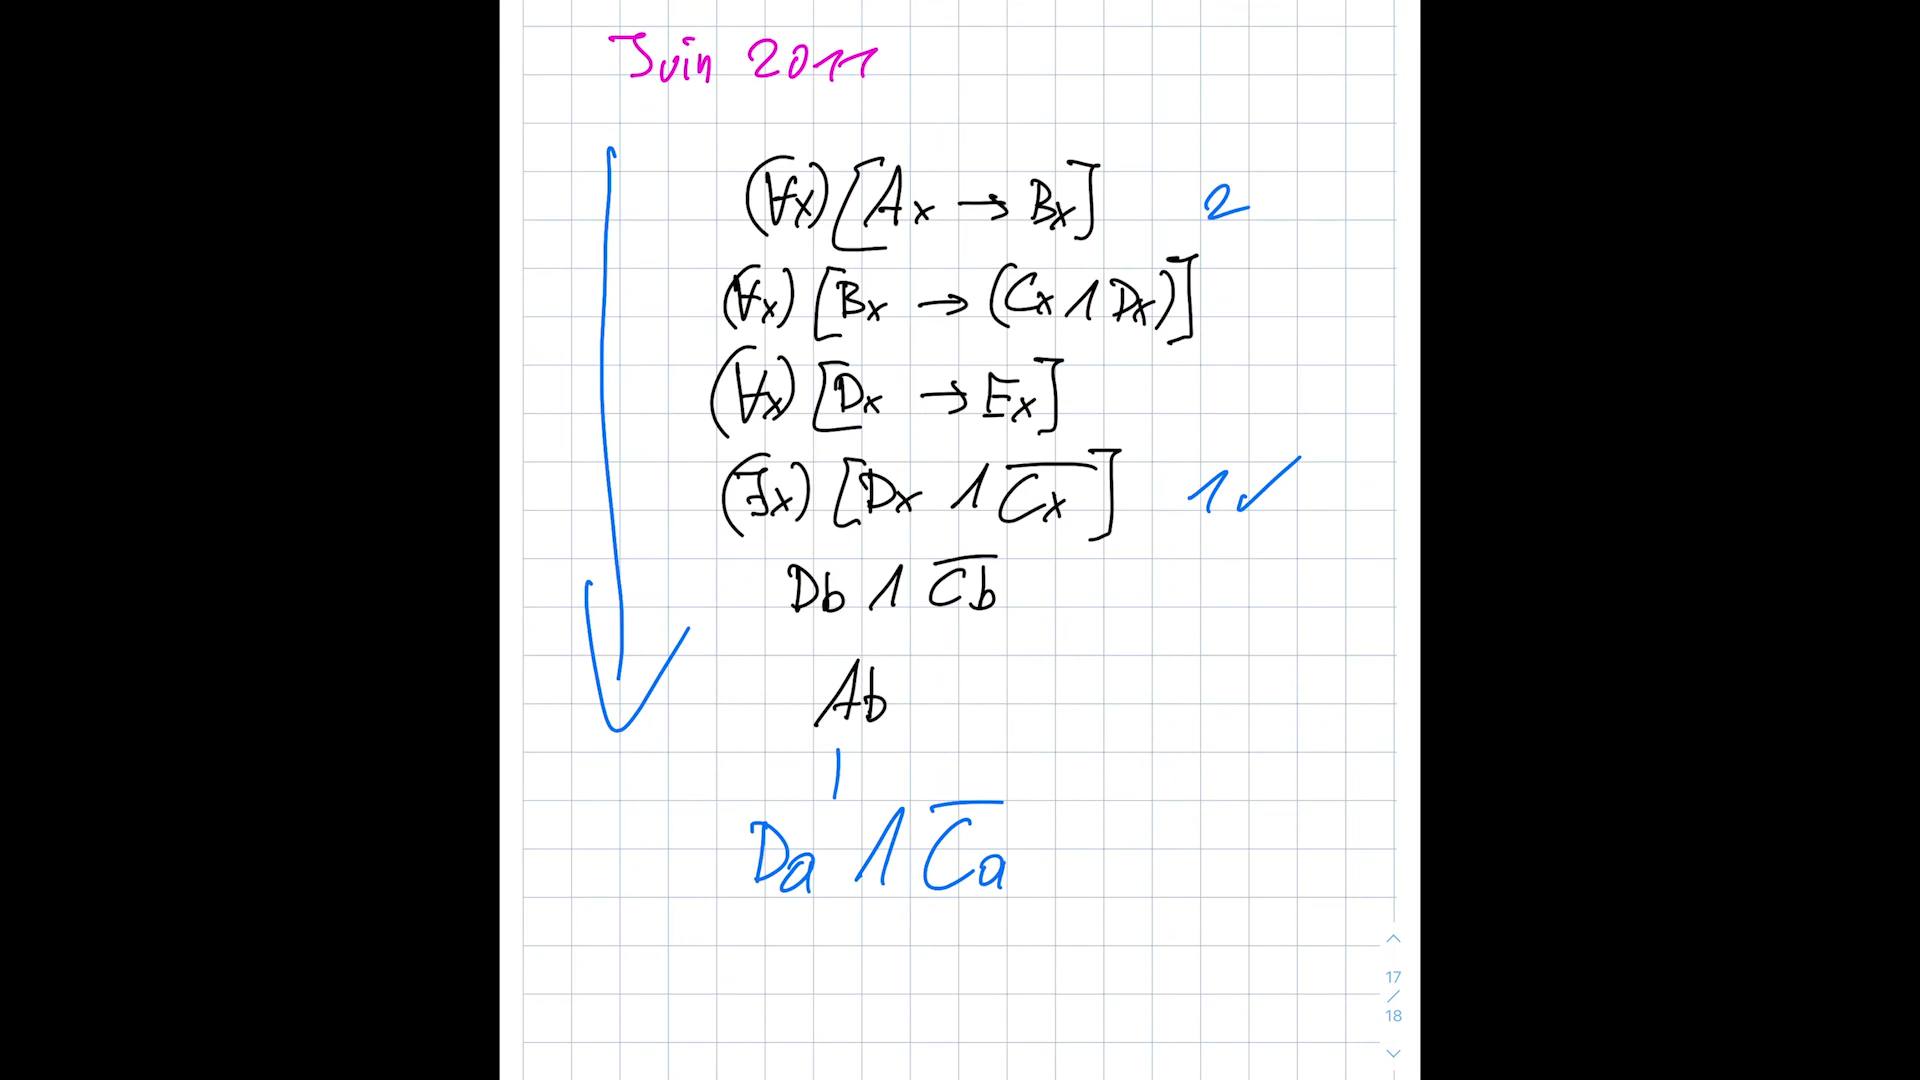 Juin 2011
(∀x)[Ax → Bx] 2
(∀x)[Bx → (Cx ∧ Dx)]
(∀x)[Dx → Ex]
(∃x)[Dx ∧ C̅x̅] 1 ✓
Db ∧ C̅b̅
Ab
Da ∧ C̅a̅
17
/
18